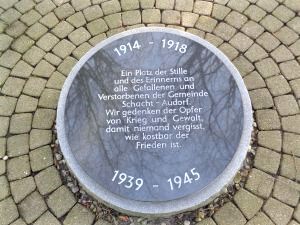 1914 - 1918
Ein Platz der Stille
und des Erinnerns an
alle Gefallenen und
Verstorbenen der Gemeinde
Schacht - Audorf.
Wir gedenken der Opfer
von Krieg und Gewalt,
damit niemand vergisst,
wie kostbar der
Frieden ist.
1939 - 1945